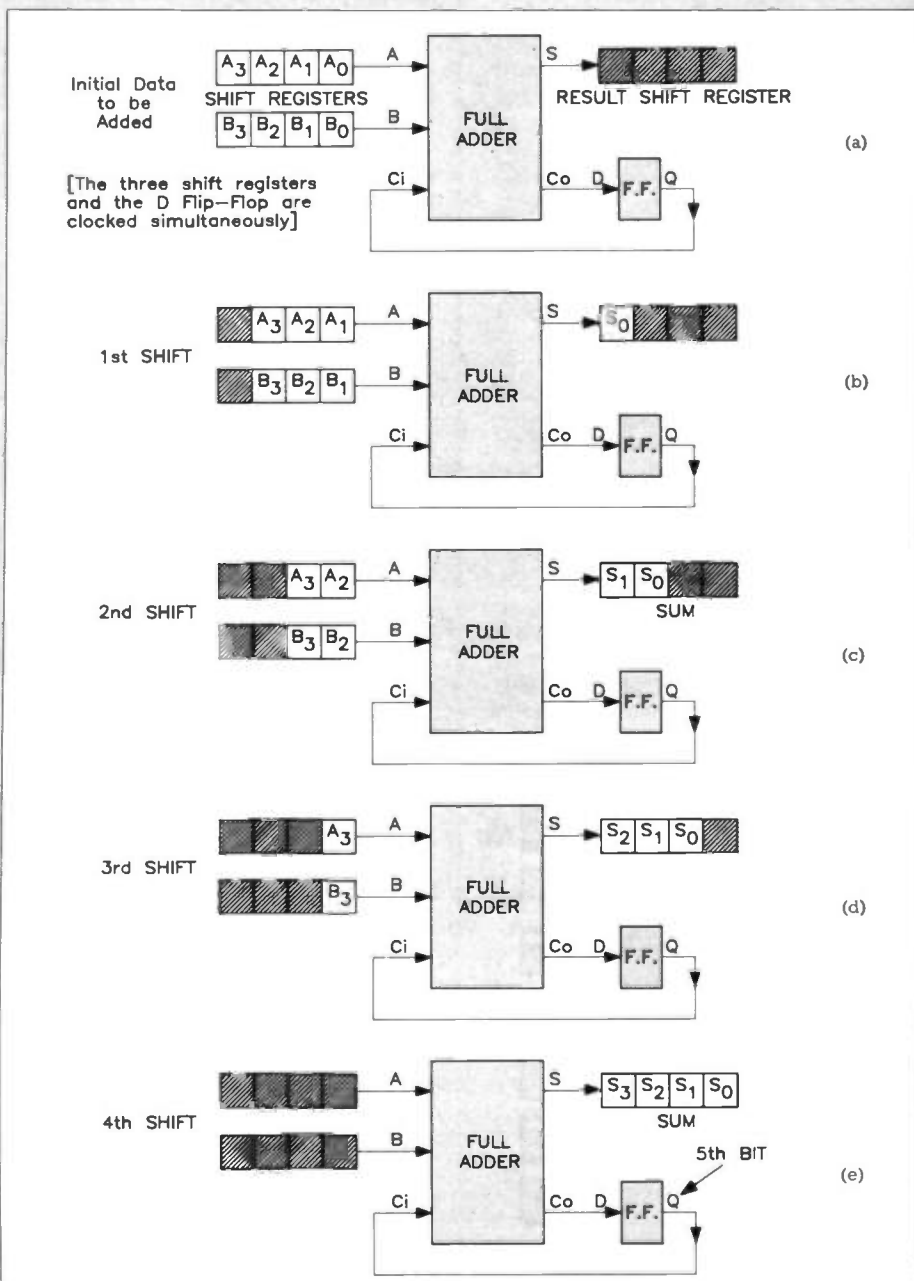 Initial Data
to be
Added
A3 A2 A1 A0
SHIFT REGISTERS
B3 B2 B1 B0
A
B
Ci
FULL
ADDER
S
RESULT SHIFT REGISTER
Co
D
F.F.
Q
(a)
[The three shift registers
and the D Flip-Flop are
clocked simultaneously]
1st SHIFT
A3 A2 A1
B3 B2 B1
A
B
Ci
FULL
ADDER
S
S0
Co
D
F.F.
Q
(b)
2nd SHIFT
A3 A2
B3 B2
A
B
Ci
FULL
ADDER
S
S1 S0
SUM
Co
D
F.F.
Q
(c)
3rd SHIFT
A3
B3
A
B
Ci
FULL
ADDER
S
S2 S1 S0
Co
D
F.F.
Q
(d)
4th SHIFT
A
B
Ci
FULL
ADDER
S
S3 S2 S1 S0
SUM
5th BIT
Co
D
F.F.
Q
(e)